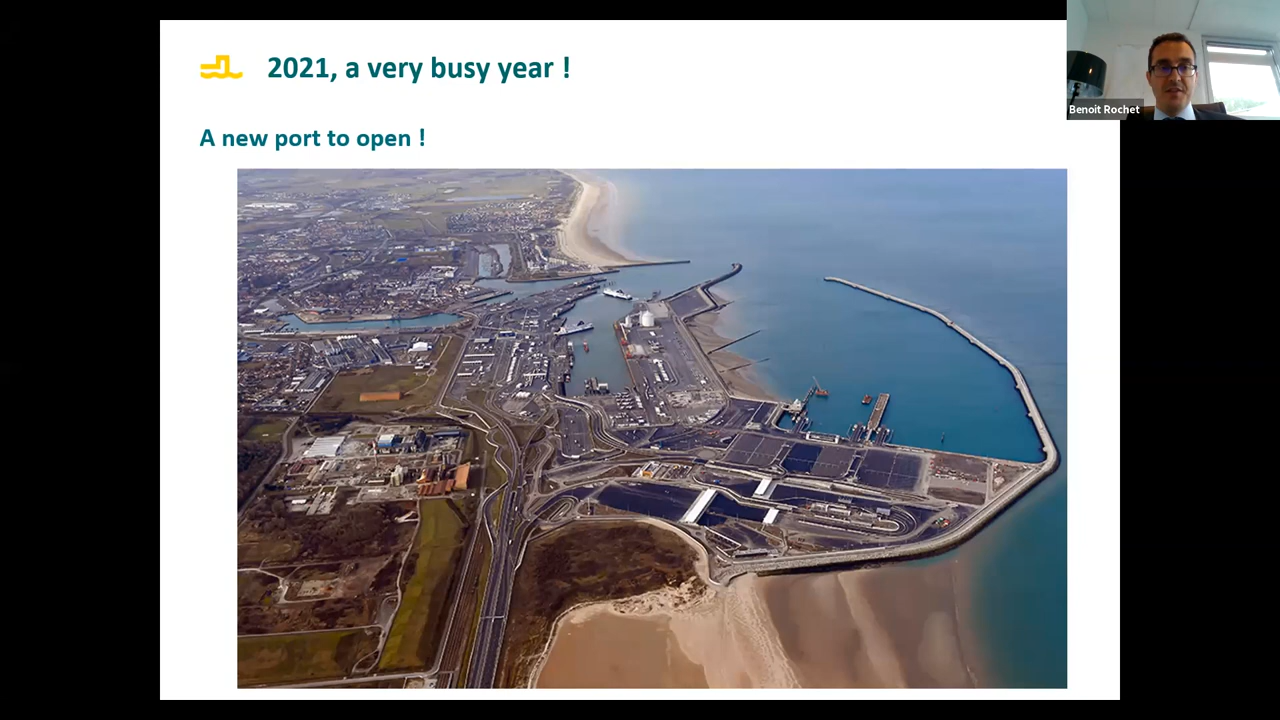 2021, a very busy year !
A new port to open !
Benoit Rochet